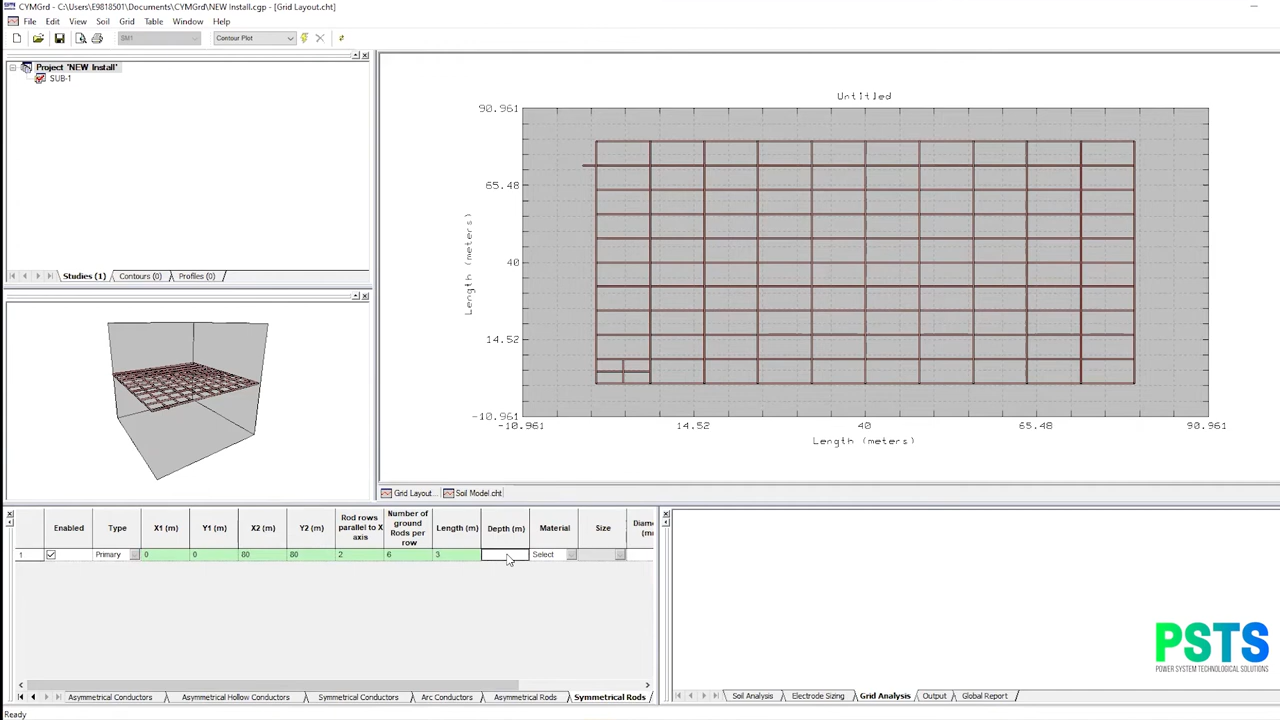 CYMGrd - C:\Users\E9818501\Documents\CYMGrd\NEW Install.cgp - [Grid Layout.cht]
File Edit View Soil Grid Table Window Help
BM1 Contour Plot
Project 'NEW Install'
SUB-1
Studies (1) Contours (0) Profiles (0)
Untitled
90.961
65.48
40
14.52
-10.961
Length (meters)
-10.961 14.52 40 65.48 90.961
Length (meters)
Grid Layout... Soil Model.cht
Enabled Type X1 (m) Y1 (m) X2 (m) Y2 (m) Rod rows parallel to X axis Number of ground Rods per row Length (m) Depth (m) Material Size Diame (m
1 Primary 0 0 80 80 2 6 3 Select
Asymmetrical Conductors Asymmetrical Hollow Conductors Symmetrical Conductors Arc Conductors Asymmetrical Rods Symmetrical Rods
Soil Analysis Electrode Sizing Grid Analysis Output Global Report
PSTS
POWER SYSTEM TECHNOLOGICAL SOLUTIONS
Ready